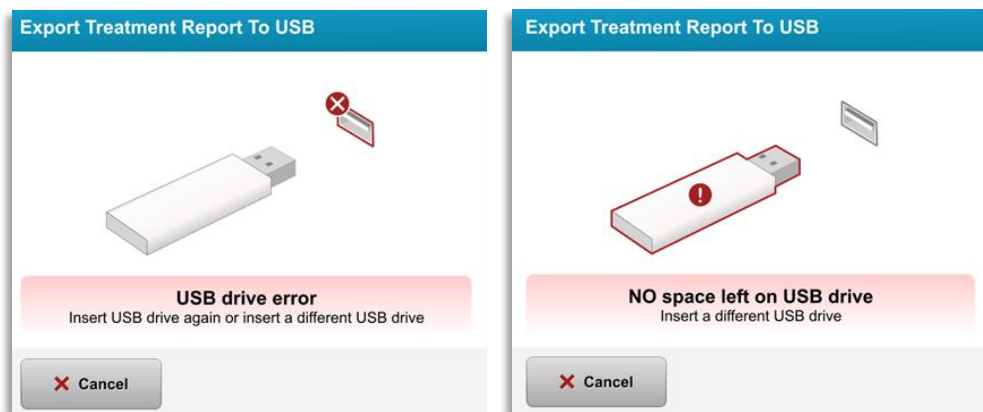 Export Treatment Report To USB
USB drive error
Insert USB drive again or insert a different USB drive
Cancel
Export Treatment Report To USB
NO space left on USB drive
Insert a different USB drive
Cancel